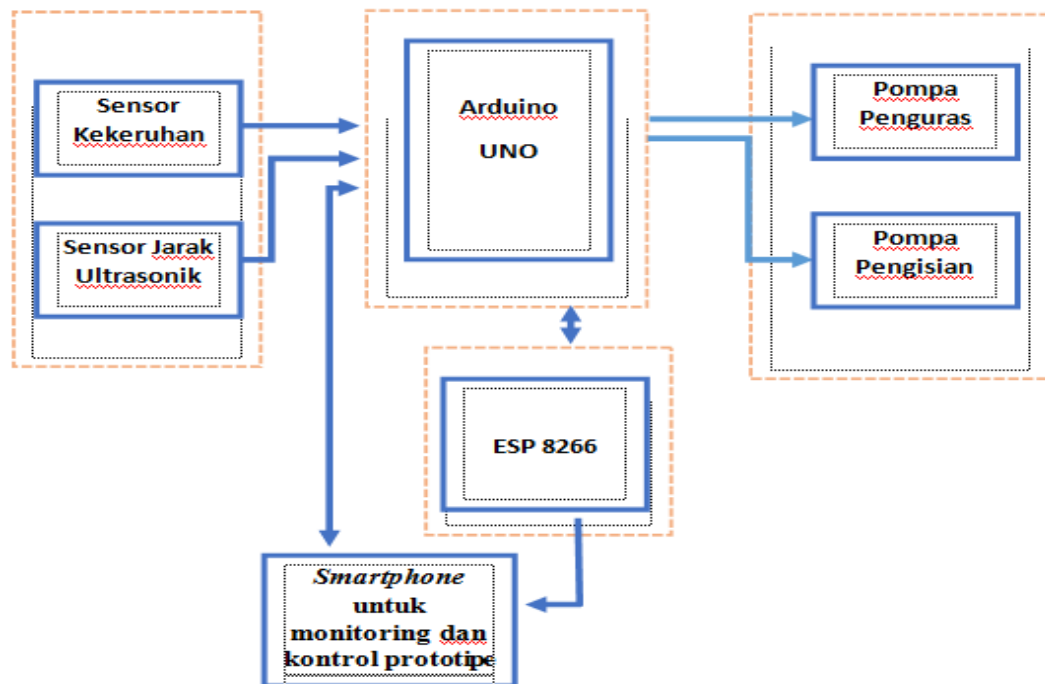 Sensor
Kekeruhan
Sensor Jarak
Ultrasonik
Arduino
UNO
Pompa
Penguras
Pompa
Pengisian
ESP 8266
Smartphone
untuk
monitoring dan
kontrol prototipe